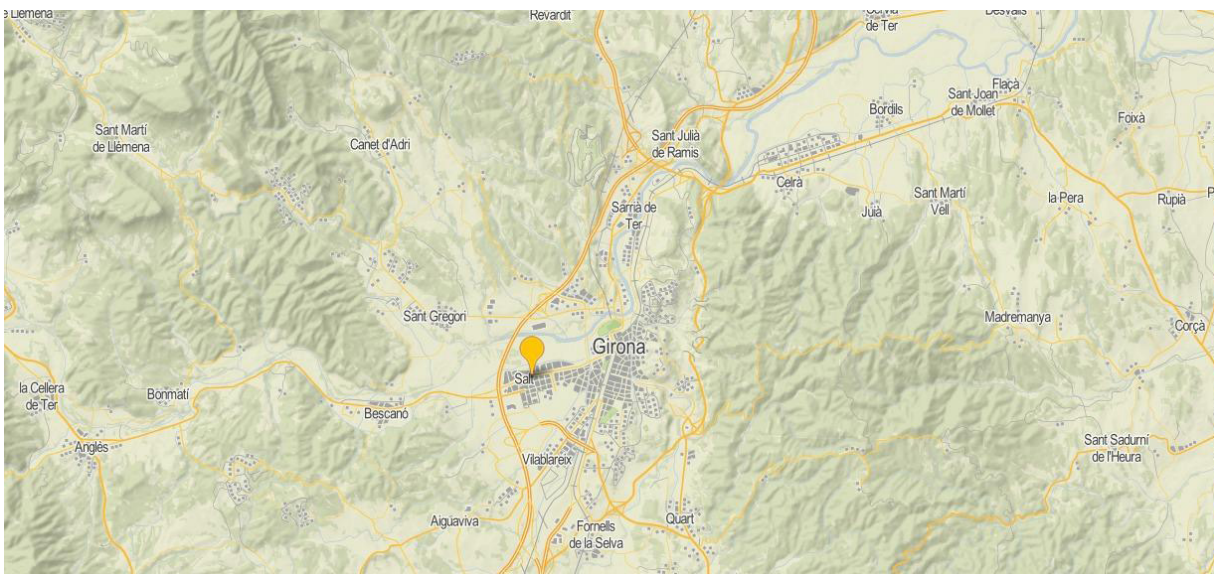 Revardit
de Ter
Flaçà
Sant Joan
de Mollet
Bordils
Foixà
Sant Martí
de Llémena
Canet d'Adri
Sant Julià
de Ramis
Celrà
Sant Martí
Vell
Juià
la Pera
Rupià
Sarrià de
Ter
Sant Gregori
Madremanya
Corçà
Girona
Salt
la Cellera
de Ter
Bonmatí
Bescanó
Anglès
Vilablareix
Sant Sadurní
de l'Heura
Aiguaviva
Fornells
de la Selva
Quart